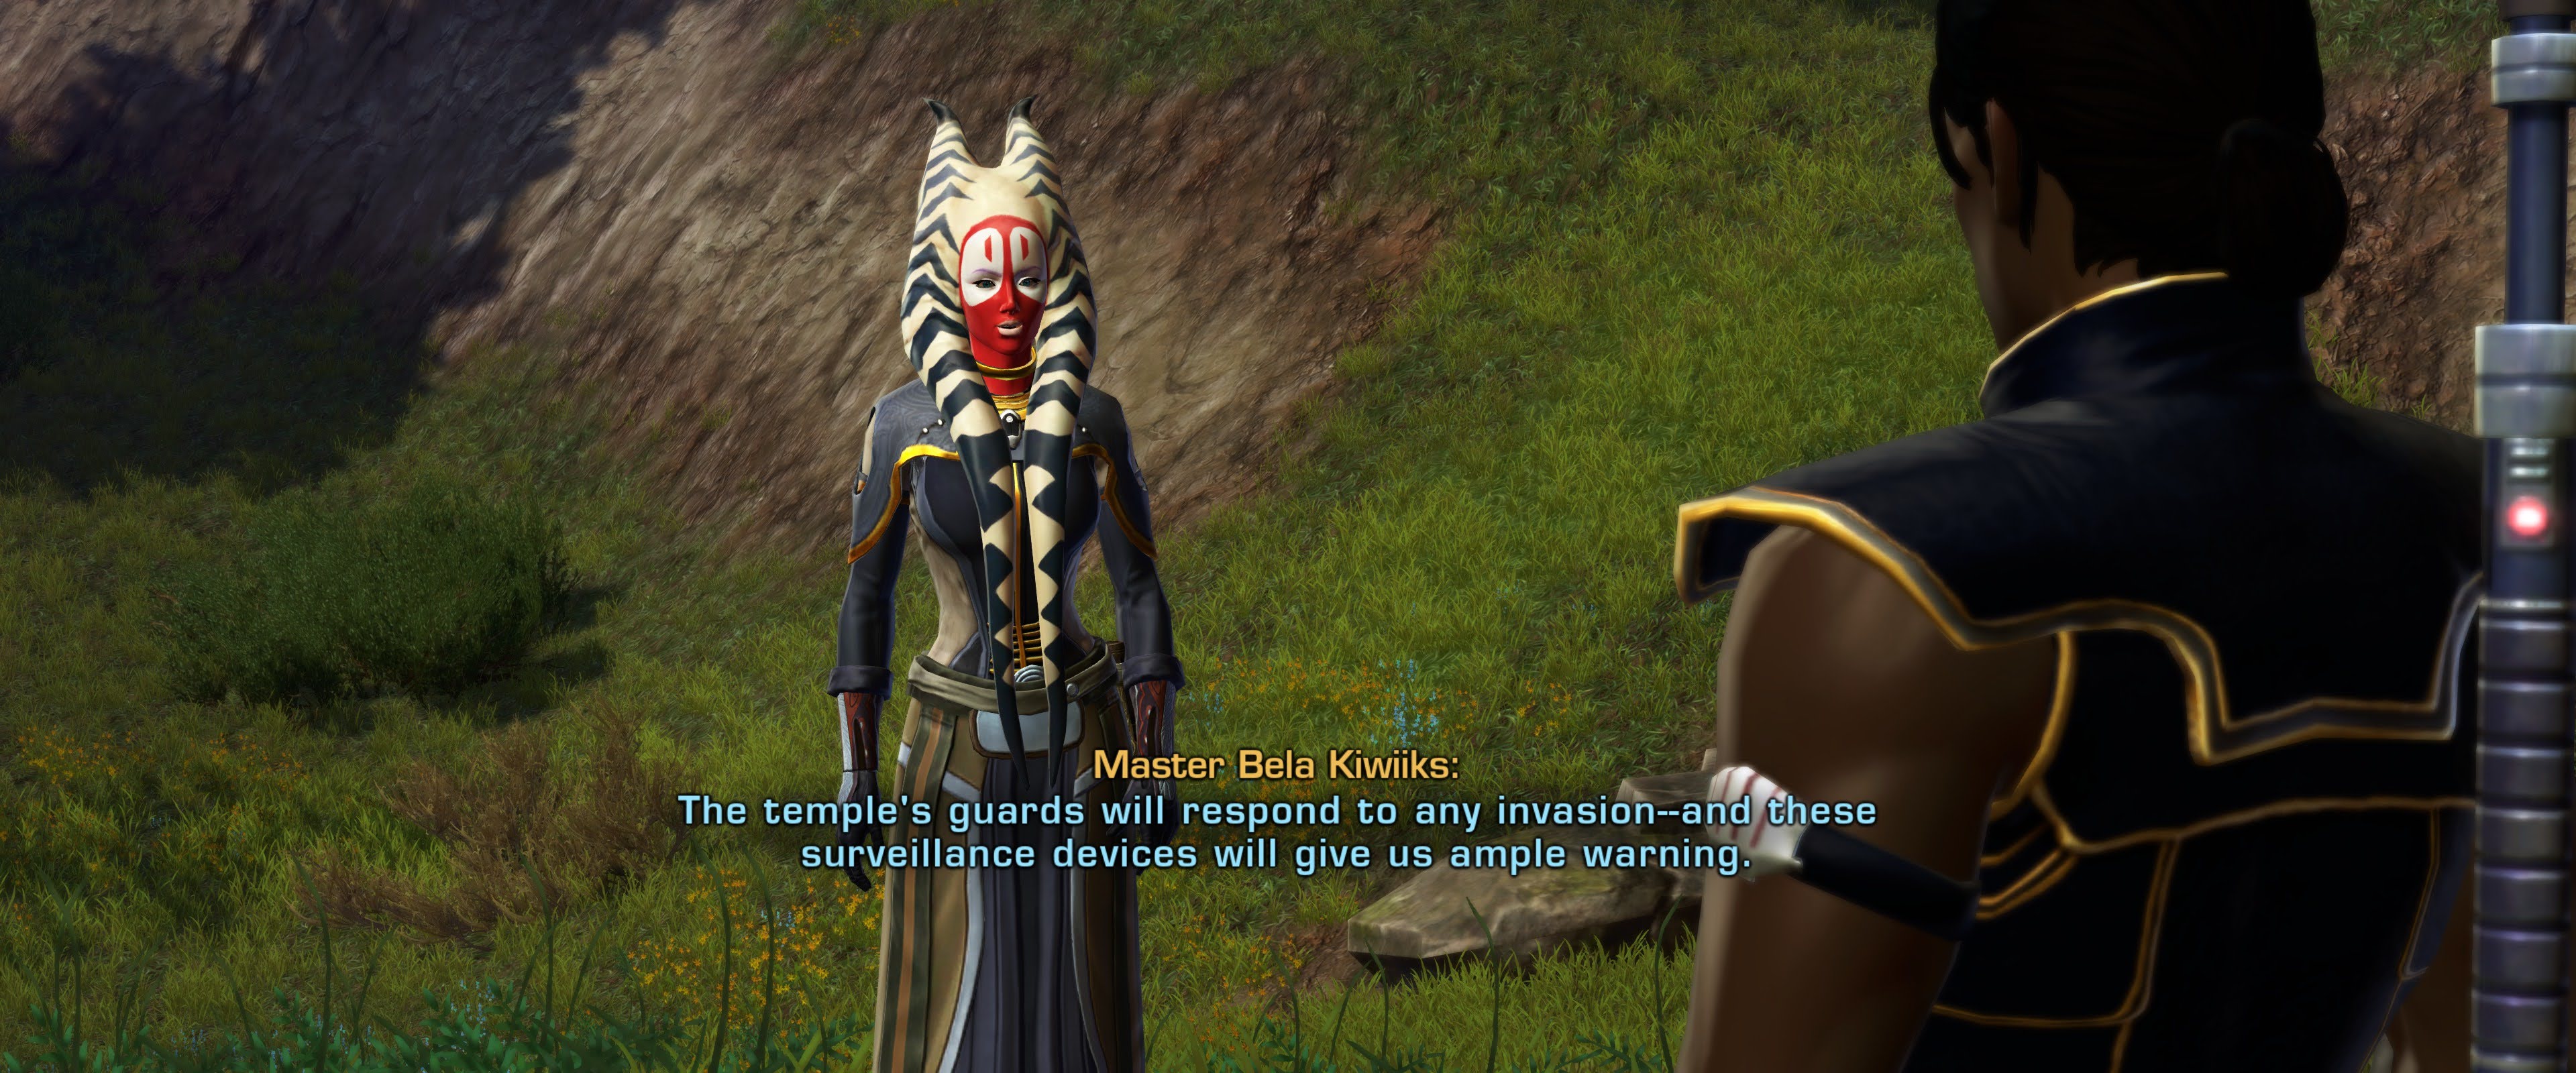 Master Bela Kiwiiks:
The temple's guards will respond to any invasion--and these
surveillance devices will give us ample warning.